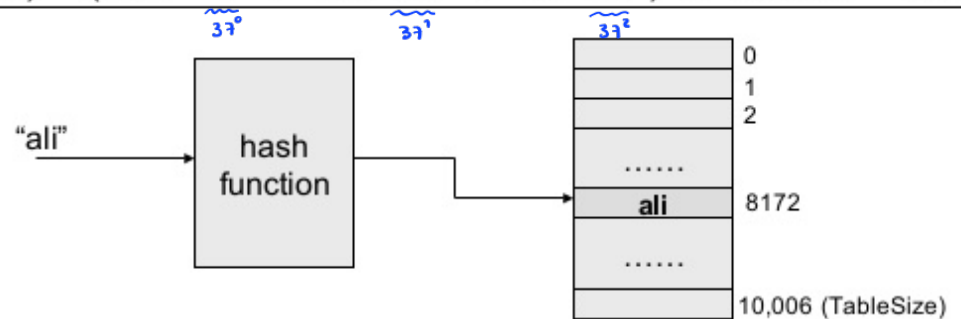 37⁰ 37¹ 37²
0
1
2
“ali”
hash
function
......
ali 8172
......
10,006 (TableSize)